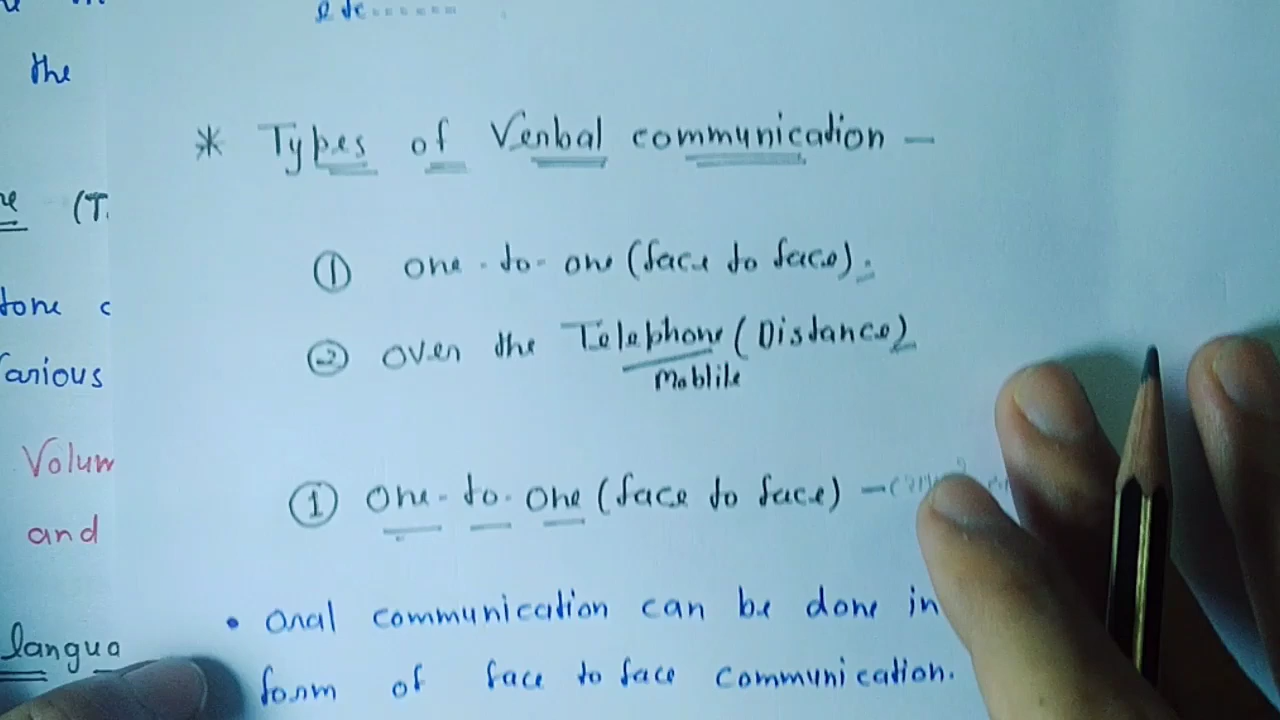 the
* Types of Verbal communication —
① one-to-one (face to face).
② over the Telephone (Distance)
Moblile
① one-to-one (face to face) —
• Oral communication can be done in
form of face to face communication.
(T.
tone c
various
Volum
and
langua